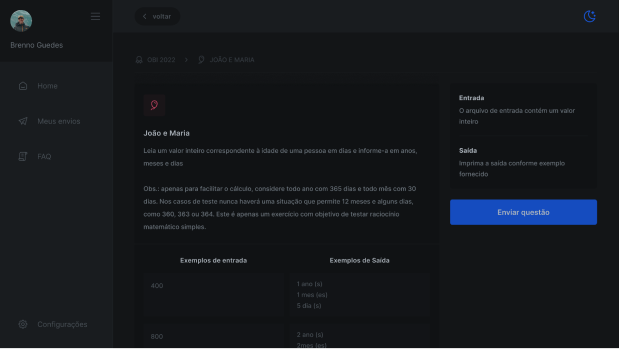 Brenno Guedes
Home
Meus envios
FAQ
Configurações
voltar
OBI 2022 > JOÃO E MARIA
João e Maria
Leia um valor inteiro correspondente à idade de uma pessoa em dias e informe-a em anos,
meses e dias
Obs.: apenas para facilitar o cálculo, considere todo ano com 365 dias e todo mês com 30
dias. Nos casos de teste nunca haverá uma situação que permite 12 meses e alguns dias,
como 360, 363 ou 364. Este é apenas um exercício com objetivo de testar raciocínio
matemático simples.
Exemplos de entrada
Exemplos de Saída
400
1 ano (s)
1 mes (es)
5 dia (s)
800
2 ano (s)
2mes (es)
Entrada
O arquivo de entrada contém um valor
inteiro
Saída
Imprima a saída conforme exemplo
fornecido
Enviar questão